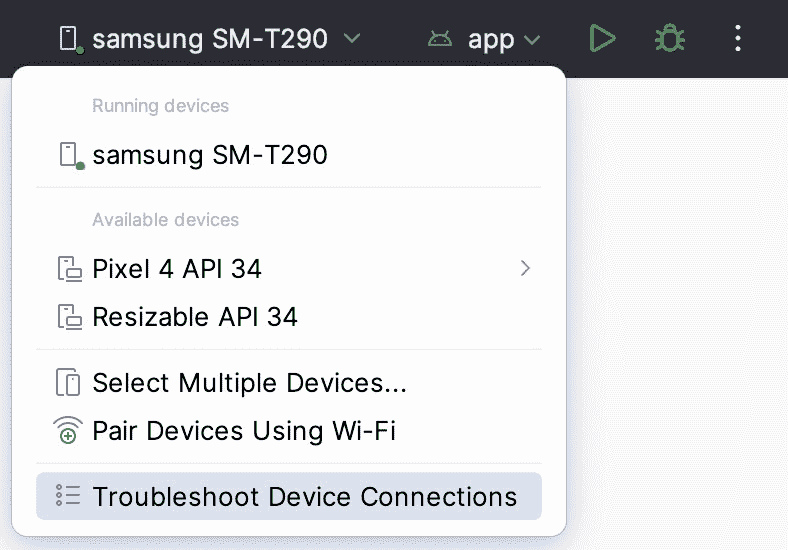 samsung SM-T290
app
Running devices
samsung SM-T290
Available devices
Pixel 4 API 34
Resizable API 34
Select Multiple Devices...
Pair Devices Using Wi-Fi
Troubleshoot Device Connections